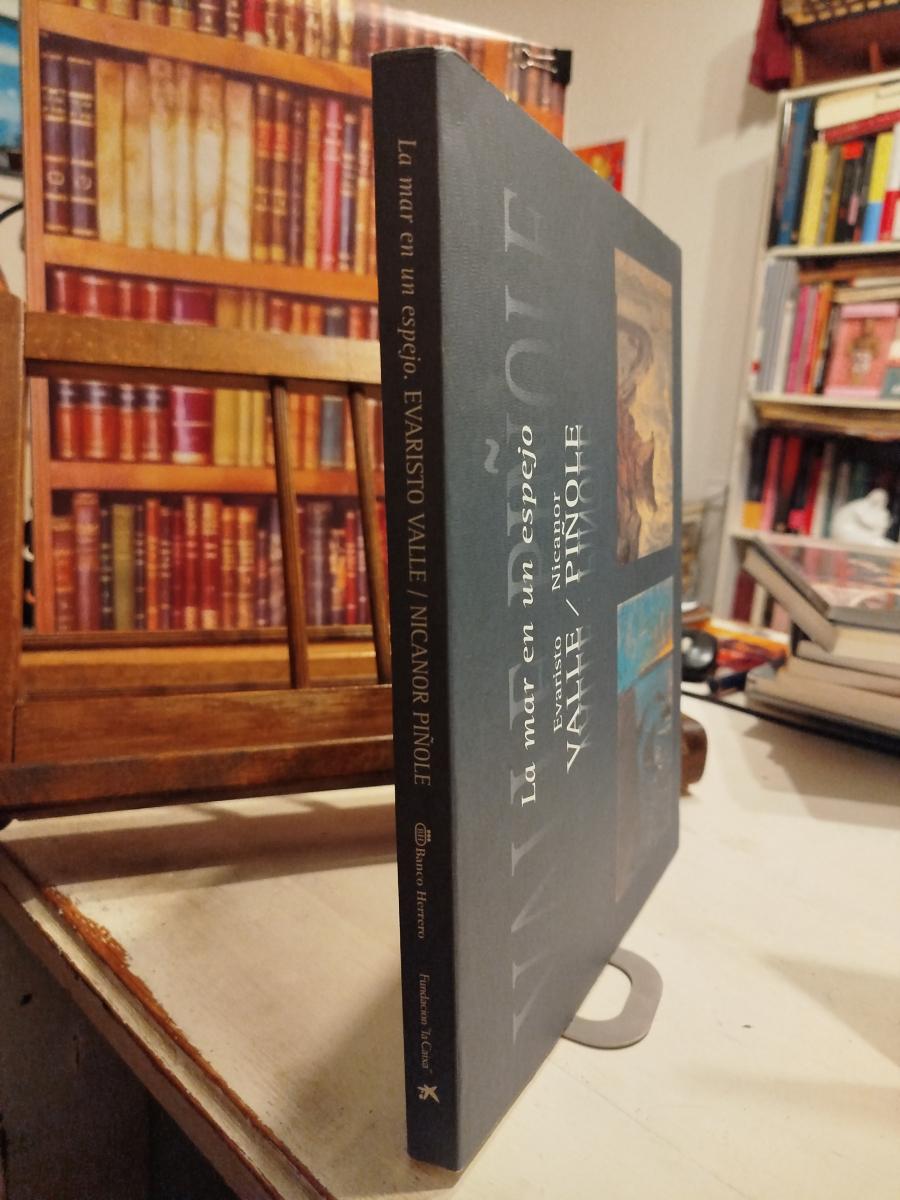 La mar en un espejo. EVARISTO VALLE / NICANOR PIÑOLE
BH Banco Herrero
Fundación "la Caixa"
La mar en un espejo
Evaristo Nicanor
VALLE / PIÑOLE